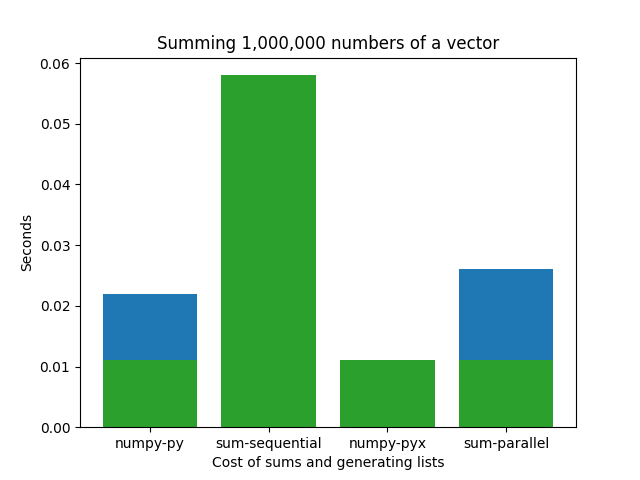 Summing 1,000,000 numbers of a vector
0.06
0.05
0.04
0.03
0.02
0.01
0.00
Seconds
numpy-py sum-sequential numpy-pyx sum-parallel
Cost of sums and generating lists